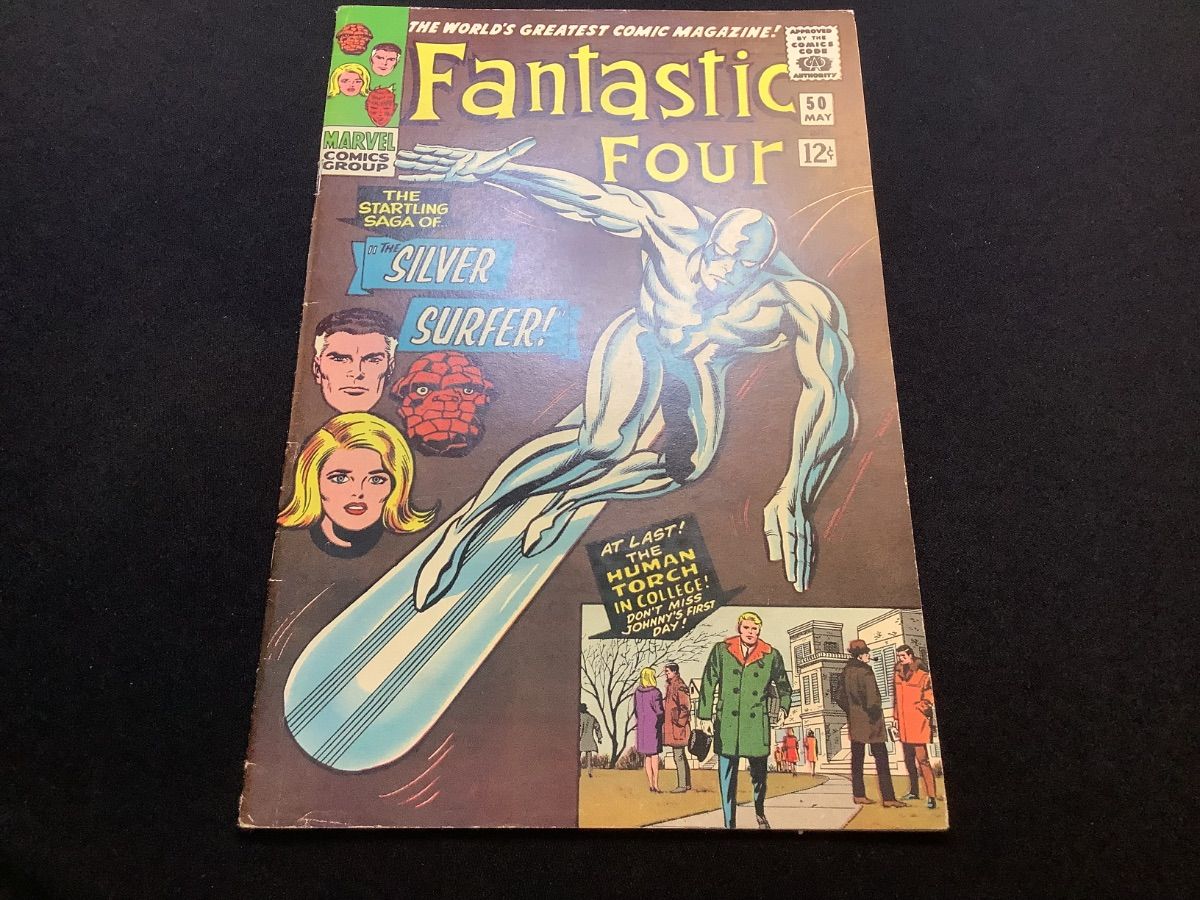 THE WORLD'S GREATEST COMIC MAGAZINE!
Fantastic
Four
APPROVED
BY THE
COMICS
CODE
CA
AUTHORITY
50
MAY
12¢
MARVEL
COMICS
GROUP
THE
STARTLING
SAGA OF...
"THE SILVER
SURFER!"
AT LAST!
THE
HUMAN
TORCH
IN COLLEGE!
DON'T MISS
JOHNNY'S FIRST
DAY!